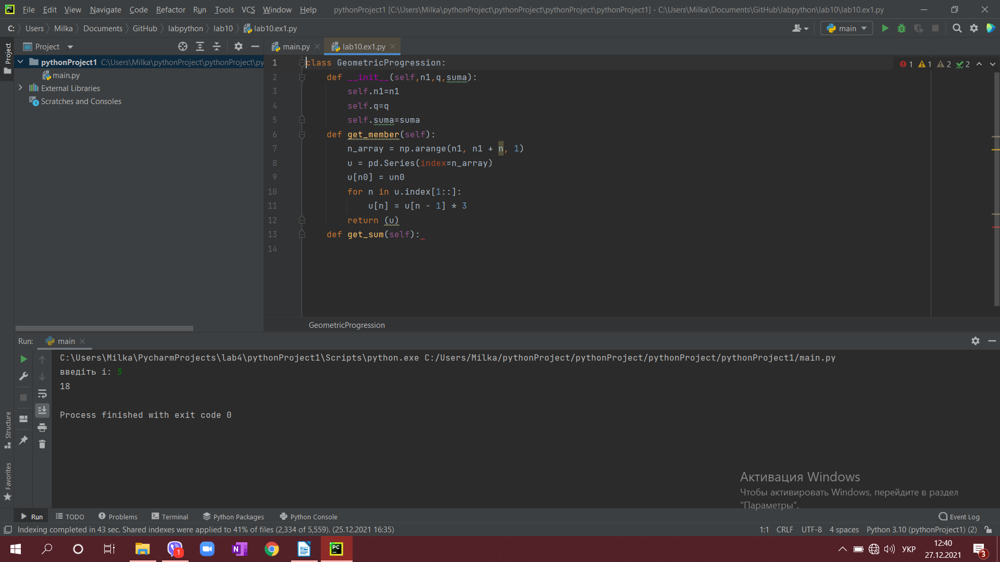 File Edit View Navigate Code Refactor Run Tools VCS Window Help pythonProject1 [C:\Users\Milka\pythonProject\pythonProject\pythonProject\pythonProject1] - C:\Users\Milka\Documents\GitHub\labpython\lab10\lab10.ex1.py
C: Users Milka Documents GitHub labpython lab10 lab10.ex1.py main
Project main.py lab10.ex1.py
Project
pythonProject1 C:\Users\Milka\pythonProject\pythonProject\py
main.py
External Libraries
Scratches and Consoles
1 class GeometricProgression:
2 def __init__(self,n1,q,suma):
3 self.n1=n1
4 self.q=q
5 self.suma=suma
6 def get_member(self):
7 n_array = np.arange(n1, n1 + n, 1)
8 u = pd.Series(index=n_array)
9 u[n0] = un0
10 for n in u.index[1::]:
11 u[n] = u[n - 1] * 3
12 return (u)
13 def get_sum(self):
14
1 1 2 2
GeometricProgression
Run: main
C:\Users\Milka\PycharmProjects\lab4\pythonProject1\Scripts\python.exe C:/Users/Milka/pythonProject/pythonProject/pythonProject/pythonProject1/main.py
введіть і: 5
18
Process finished with exit code 0
Structure
Favorites
Активация Windows
Чтобы активировать Windows, перейдите в раздел
"Параметры".
Run TODO Problems Terminal Python Packages Python Console Event Log
Indexing completed in 43 sec. Shared indexes were applied to 41% of files (2,334 of 5,559). (25.12.2021 16:35) 1:1 CRLF UTF-8 4 spaces Python 3.10 (pythonProject1) (2)
1 N PC УКР 12:40
27.12.2021 3